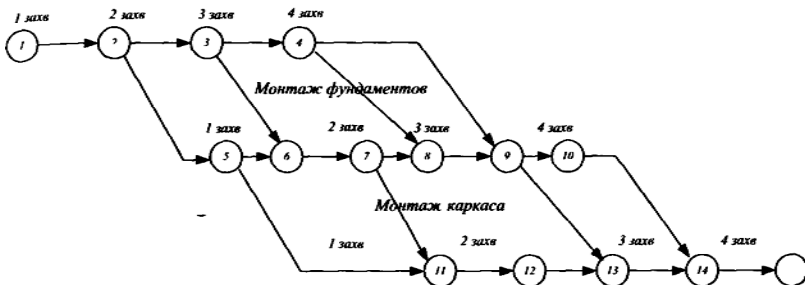 1 захв 2 захв 3 захв 4 захв
1 2 3 4
Монтаж фундаментов
1 захв 2 захв 3 захв 4 захв
5 6 7 8 9 10
Монтаж каркаса
1 захв 2 захв 3 захв 4 захв
11 12 13 14